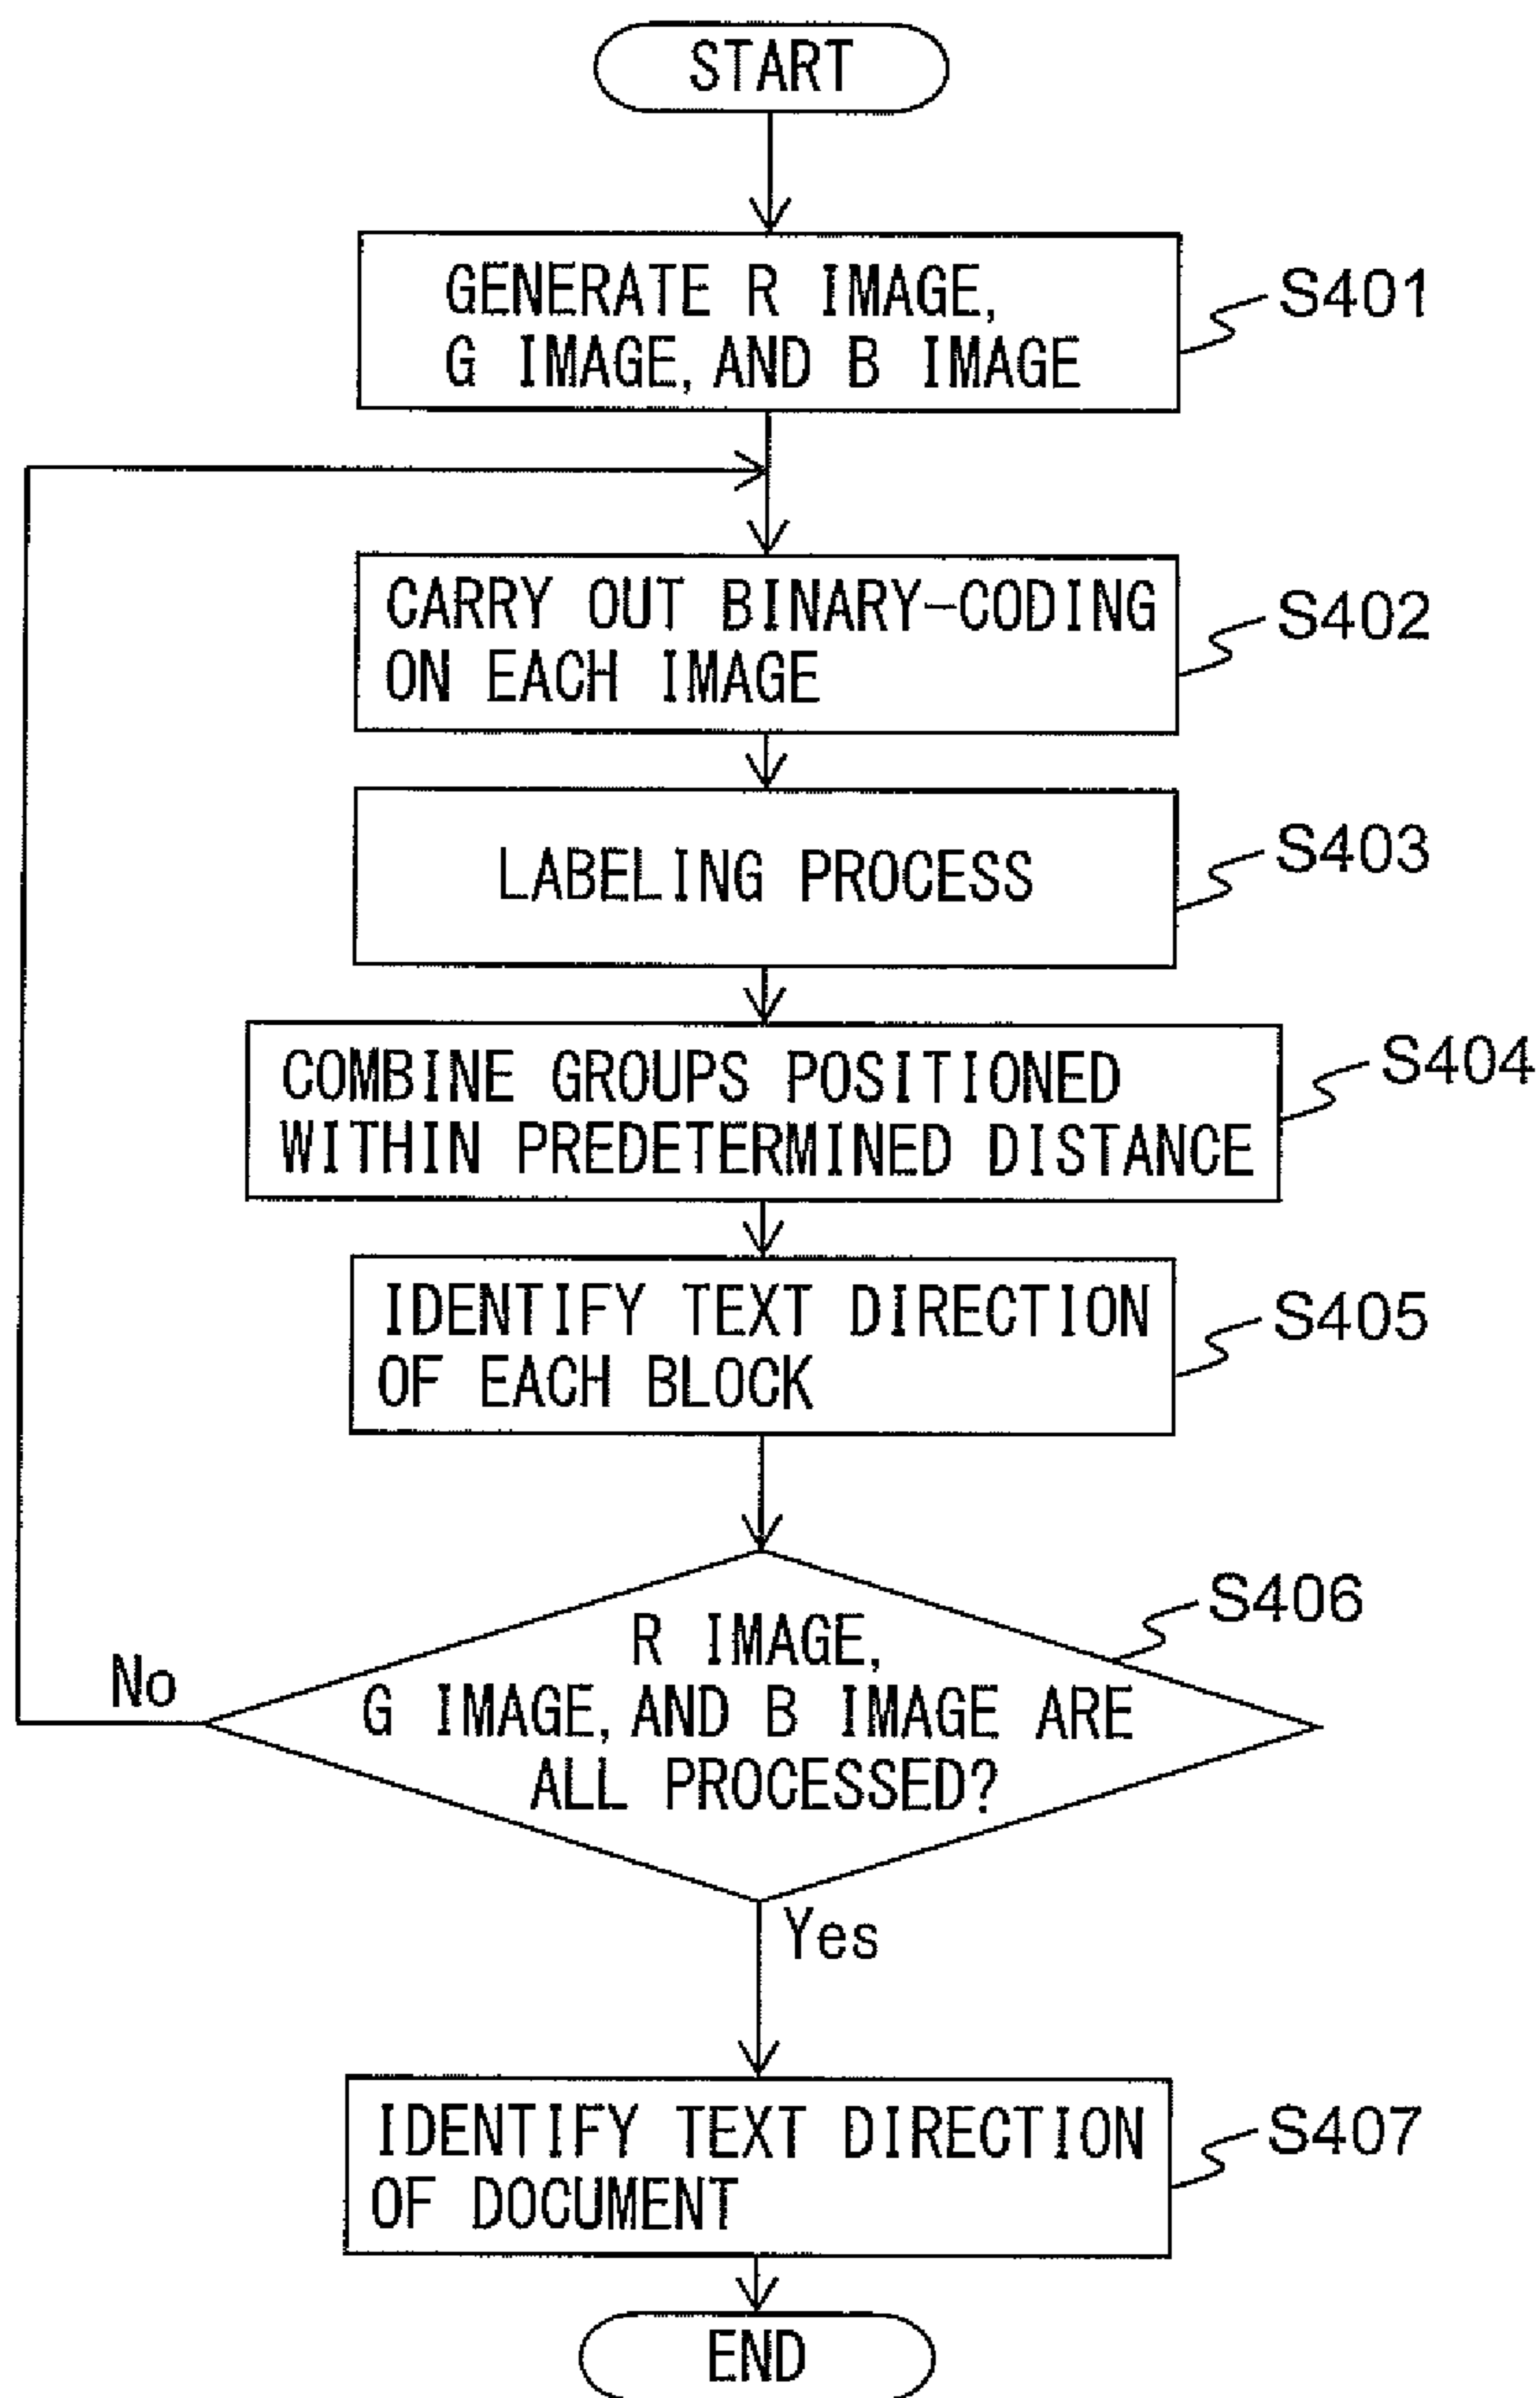 START
GENERATE R IMAGE,
G IMAGE, AND B IMAGE
S401
CARRY OUT BINARY-CODING
ON EACH IMAGE
S402
LABELING PROCESS
S403
COMBINE GROUPS POSITIONED
WITHIN PREDETERMINED DISTANCE
S404
IDENTIFY TEXT DIRECTION
OF EACH BLOCK
S405
R IMAGE,
G IMAGE, AND B IMAGE ARE
ALL PROCESSED?
S406
No
Yes
IDENTIFY TEXT DIRECTION
OF DOCUMENT
S407
END